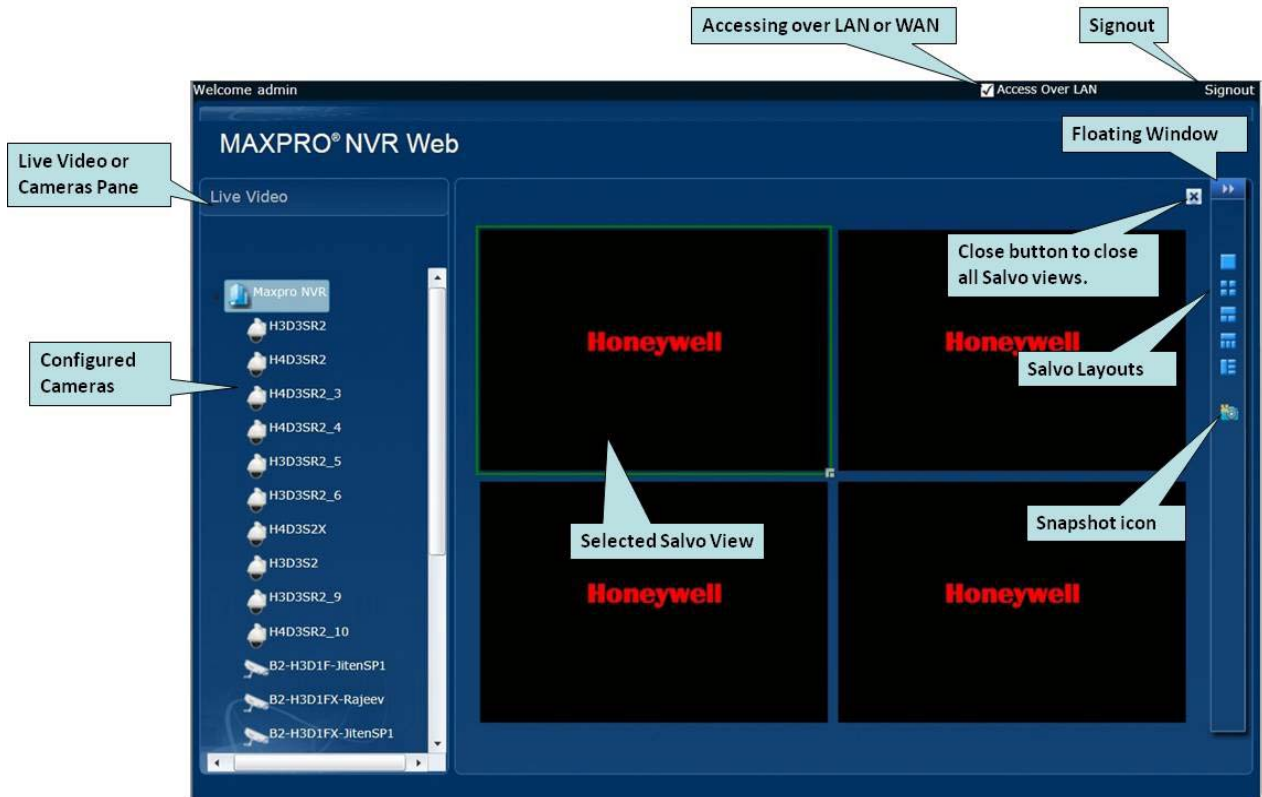 Accessing over LAN or WAN
Signout
Welcome admin
Access Over LAN
Signout
MAXPRO® NVR Web
Floating Window
Live Video or
Cameras Pane
Live Video
Close button to close
all Salvo views.
Maxpro NVR
H3D3SR2
H4D3SR2
H4D3SR2_3
H4D3SR2_4
H3D3SR2_5
H3D3SR2_6
H4D3S2X
H3D3S2
H3D3SR2_9
H4D3SR2_10
B2-H3D1F-JitenSP1
B2-H3D1FX-Rajeev
B2-H3D1FX-JitenSP1
Configured
Cameras
Honeywell
Honeywell
Salvo Layouts
Selected Salvo View
Snapshot icon
Honeywell
Honeywell